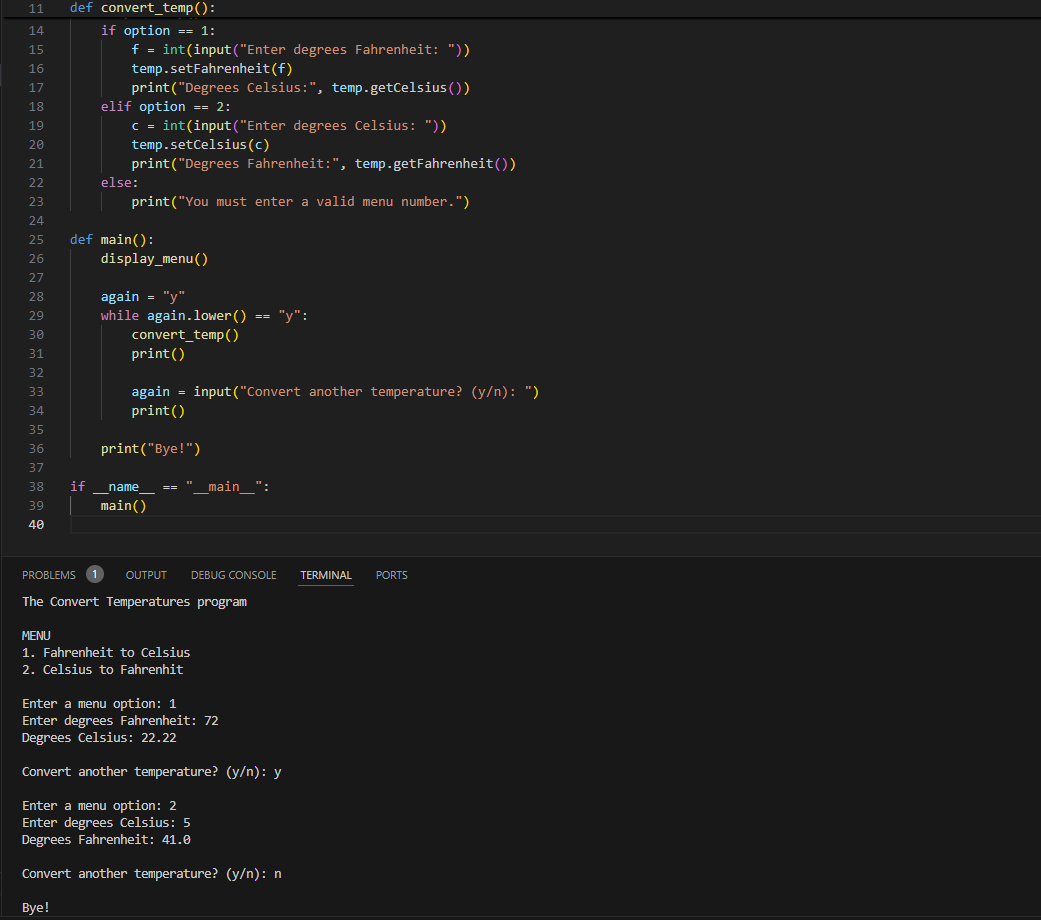 11 def convert_temp():
14 if option == 1:
15 f = int(input("Enter degrees Fahrenheit: "))
16 temp.setFahrenheit(f)
17 print("Degrees Celsius:", temp.getCelsius())
18 elif option == 2:
19 c = int(input("Enter degrees Celsius: "))
20 temp.setCelsius(c)
21 print("Degrees Fahrenheit:", temp.getFahrenheit())
22 else:
23 print("You must enter a valid menu number.")
24
25 def main():
26 display_menu()
27
28 again = "y"
29 while again.lower() == "y":
30 convert_temp()
31 print()
32
33 again = input("Convert another temperature? (y/n): ")
34 print()
35
36 print("Bye!")
37
38 if __name__ == "__main__":
39 main()
40
PROBLEMS 1 OUTPUT DEBUG CONSOLE TERMINAL PORTS
The Convert Temperatures program
MENU
1. Fahrenheit to Celsius
2. Celsius to Fahrenhit
Enter a menu option: 1
Enter degrees Fahrenheit: 72
Degrees Celsius: 22.22
Convert another temperature? (y/n): y
Enter a menu option: 2
Enter degrees Celsius: 5
Degrees Fahrenheit: 41.0
Convert another temperature? (y/n): n
Bye!